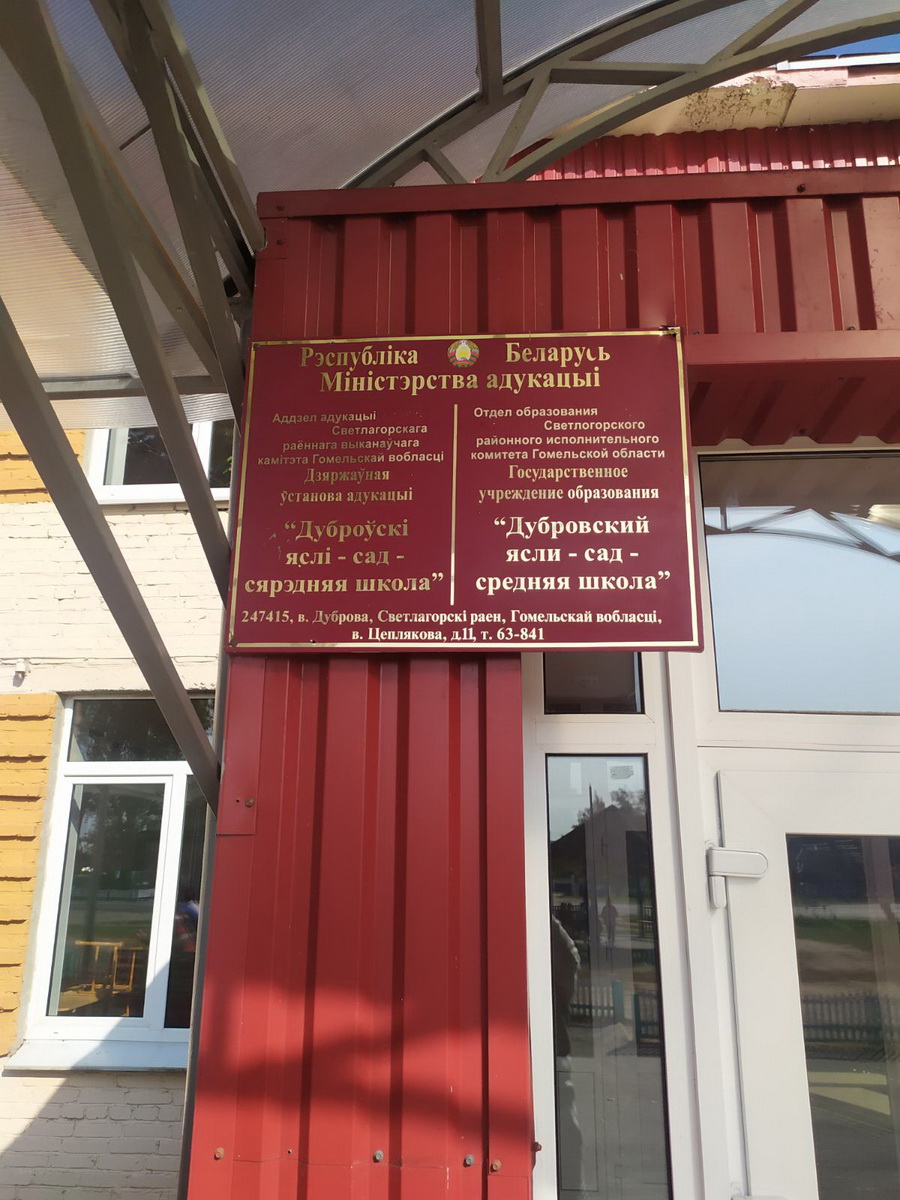 Рэспубліка Беларусь
Міністэрства адукацыі
Аддзел адукацыі
Светлагорскага
раённага выканаўчага
камітэта Гомельскай вобласці
Дзяржаўная
ўстанова адукацыі
“Дуброўскі
яслі - сад -
сярэдняя школа”
Отдел образования
Светлогорского
районного исполнительного
комитета Гомельской области
Государственное
учреждение образования
“Дубровский
ясли - сад -
средняя школа”
247415, в. Дуброва, Светлагорскі раен, Гомельскай вобласці,
в. Цеплякова, д.11, т. 63-841